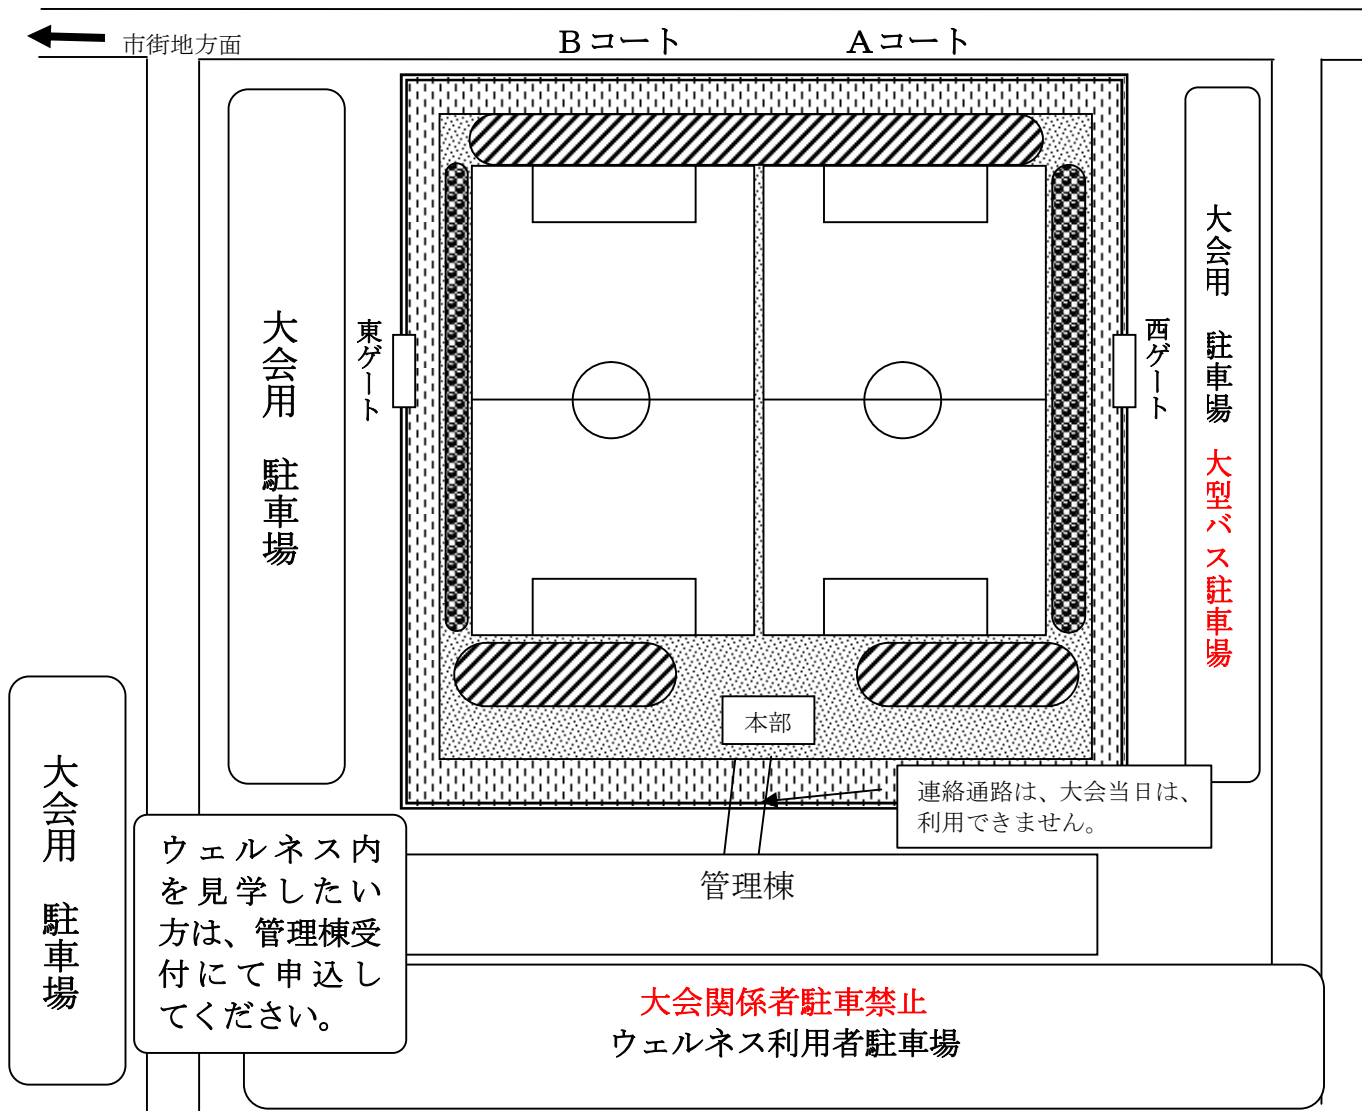 市街地方面
Bコート
Aコート
大会用　駐車場
東ゲート
西ゲート
大会用　駐車場　大型バス駐車場
本部
連絡通路は、大会当日は、
利用できません。
大会用　駐車場
ウェルネス内
を見学したい
方は、管理棟受
付にて申込し
てください。
管理棟
大会関係者駐車禁止
ウェルネス利用者駐車場